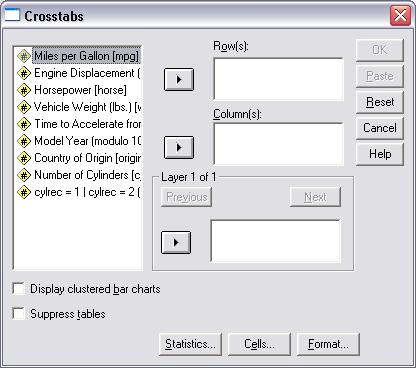 Crosstabs
Miles per Gallon [mpg]
Engine Displacement (
Horsepower [horse]
Vehicle Weight (lbs.) [w
Time to Accelerate from
Model Year (modulo 10
Country of Origin [origin
Number of Cylinders [c
cylrec = 1 | cylrec = 2 (
Row(s):
Column(s):
Layer 1 of 1
Previous
Next
OK
Paste
Reset
Cancel
Help
Display clustered bar charts
Suppress tables
Statistics...
Cells...
Format...